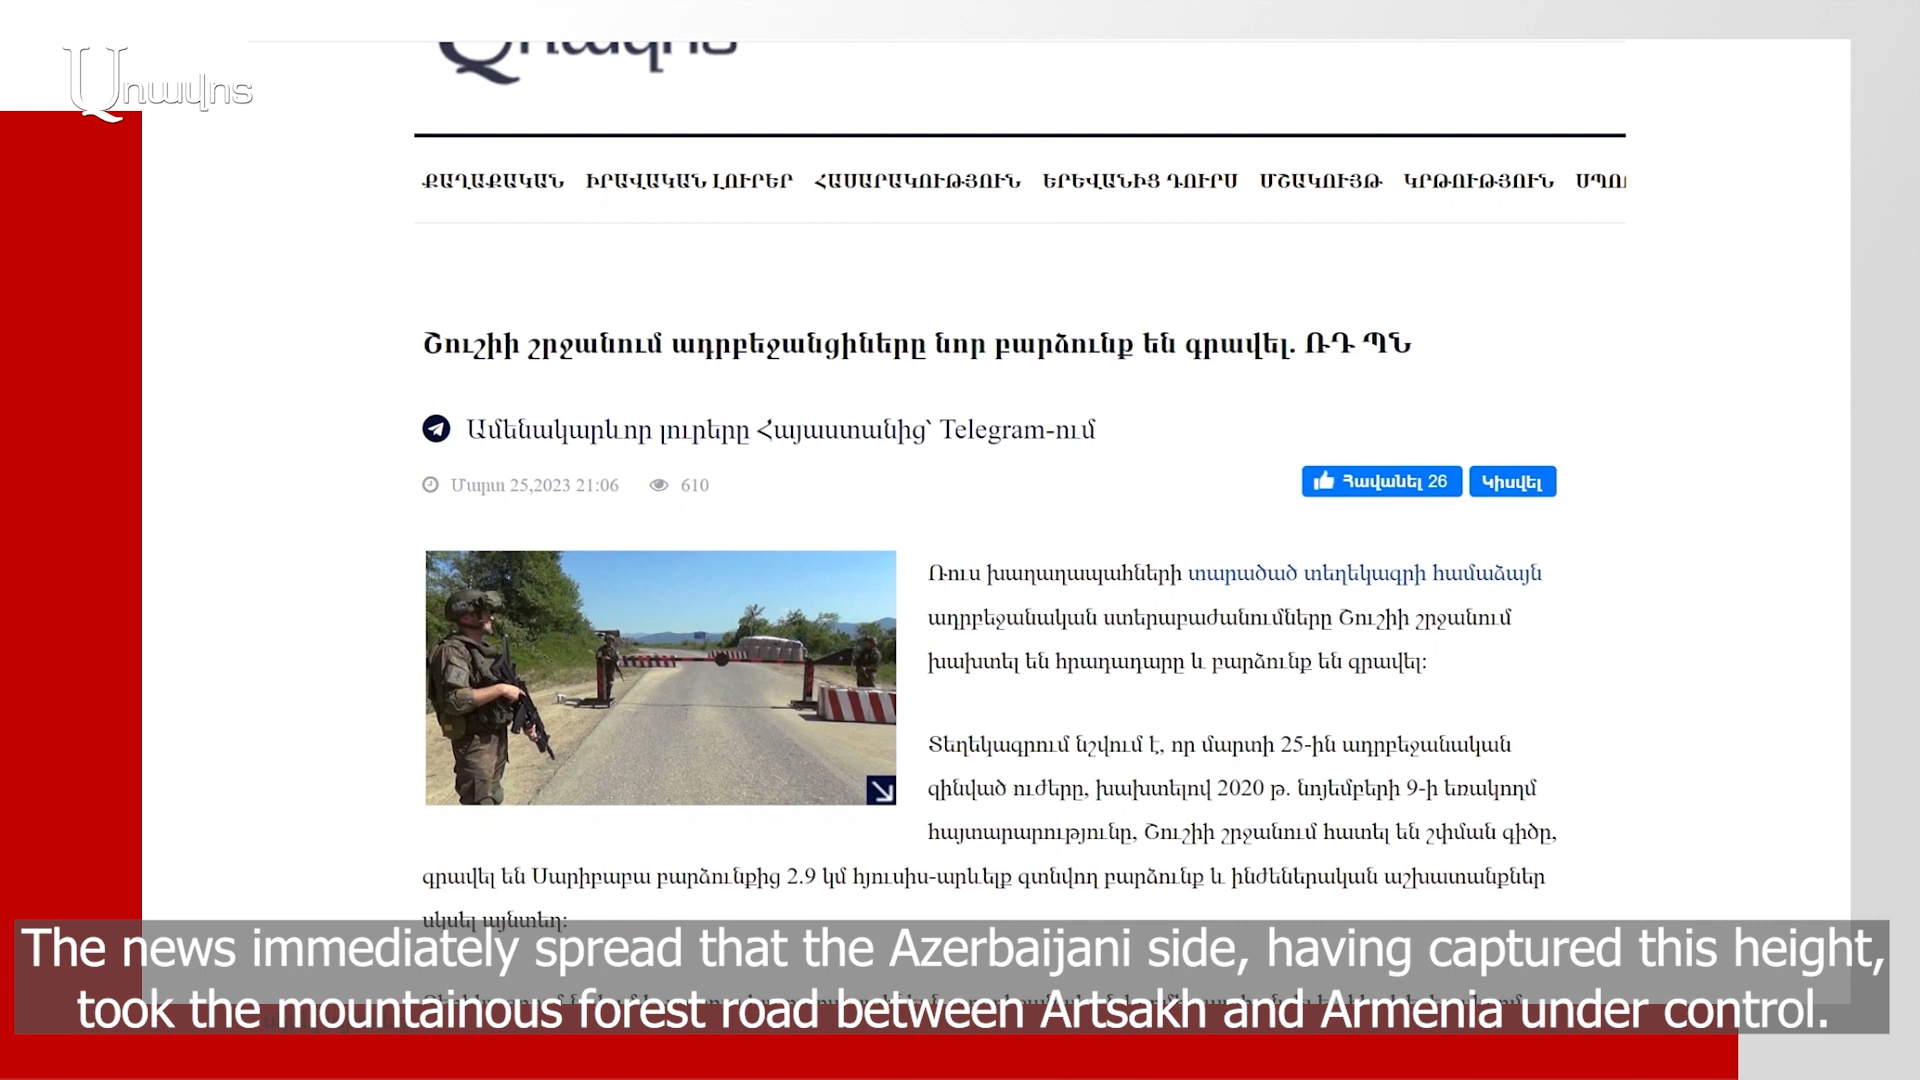 Առավոտ
ՔԱՂԱՔԱԿԱՆ ԻՐԱՎԱԿԱՆ ԼՈՒՐԵՐ ՀԱՍԱՐԱԿՈՒԹՅՈՒՆ ԵՐԵՎԱՆԻՑ ԴՈՒՐՍ ՄՇԱԿՈՒՅԹ ԿՐԹՈՒԹՅՈՒՆ
Շուշիի շրջանում ադրբեջանցիները նոր բարձունք են գրավել. ՌԴ ՊՆ
Ամենակարևոր լուրերը Հայաստանից՝ Telegram-ում
Մարտ 25,2023 21:06 610
Հավանել 26 Կիսվել
Ռուս խաղաղապահների տարածած տեղեկագրի համաձայն
ադրբեջանական ստերաբաժանումները Շուշիի շրջանում
խախտել են հրադադարը և բարձունք են գրավել:
Տեղեկագրում նշվում է, որ մարտի 25-ին ադրբեջանական
զինված ուժերը, խախտելով 2020 թ. նոյեմբերի 9-ի եռակողմ
հայտարարությունը, Շուշիի շրջանում հատել են շփման գիծը,
գրավել են Սարիբաբա բարձունքից 2.9 կմ հյուսիս-արևելք գտնվող բարձունք և ինժեներական աշխատանքներ
սկսել այնտեղ:
The news immediately spread that the Azerbaijani side, having captured this height,
took the mountainous forest road between Artsakh and Armenia under control.